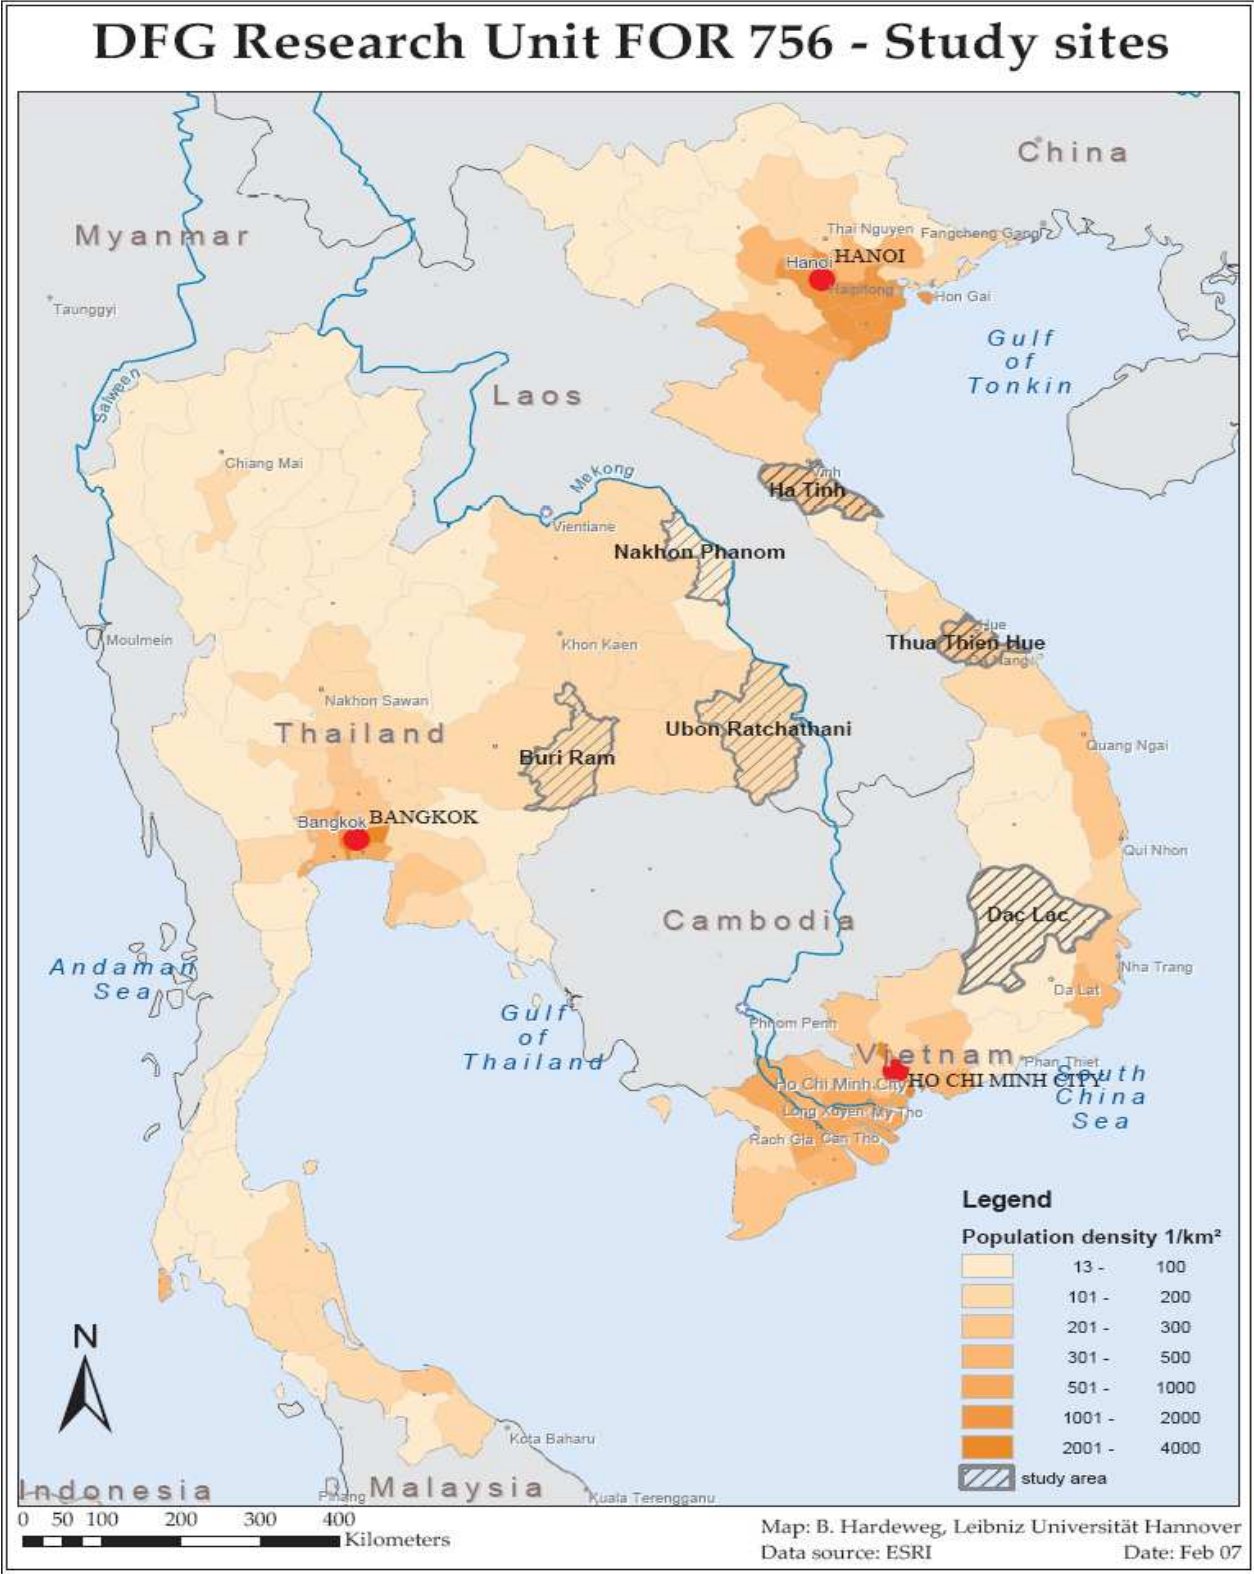 DFG Research Unit FOR 756 - Study sites
China
Myanmar
Thai Nguyen
Fangcheng Gang
Hanoi
HANOI
Haiphong
Hon Gai
Taunggyi
Gulf
of
Tonkin
Salween
Laos
Chiang Mai
Mekong
Vinh
Ha Tinh
Vientiane
Nakhon Phanom
Moulmein
Khon Kaen
Hue
Thua Thien Hue
Da Nang
Nakhon Sawan
Thailand
Ubon Ratchathani
Buri Ram
Quang Ngai
Bangkok
BANGKOK
Qui Nhon
Cambodia
Dac Lac
Andaman
Sea
Nha Trang
Da Lat
Gulf
of
Thailand
Phnom Penh
Vietnam
Phan Thiet
Ho Chi Minh City
HO CHI MINH CITY
South
China
Sea
Long Xuyen
My Tho
Rach Gia
Can Tho
Legend
Population density 1/km²
13 - 100
101 - 200
201 - 300
301 - 500
501 - 1000
1001 - 2000
2001 - 4000
study area
N
Kota Baharu
Indonesia
Pinang
Malaysia
Kuala Terengganu
0 50 100 200 300 400
Kilometers
Map: B. Hardeweg, Leibniz Universität Hannover
Data source: ESRI Date: Feb 07